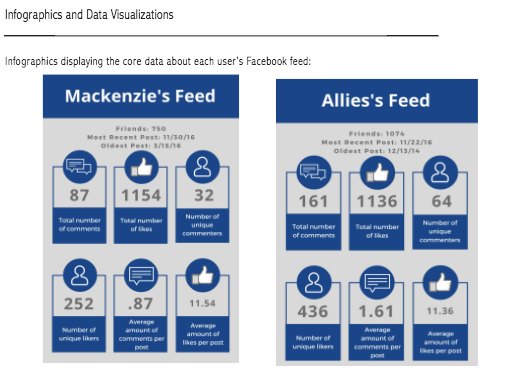 Infographics and Data Visualizations
Infographics displaying the core data about each user's Facebook feed:
Mackenzie's Feed
Friends: 750
Most Recent Post: 11/30/16
Oldest Post: 3/15/16
87
1154
32
Total number
of comments
Total number
of likes
Number of
unique
commenters
252
.87
11.54
Number of
unique likers
Average
amount of
comments per
post
Average
amount of
likes per post
Allies's Feed
Friends: 1074
Most Recent Post: 11/22/16
Oldest Post: 12/13/14
161
1136
64
Total number
of comments
Total number
of likes
Number of
unique
commenters
436
1.61
11.36
Number of
unique likers
Average
amount of
comments per
post
Average
amount of
likes per post